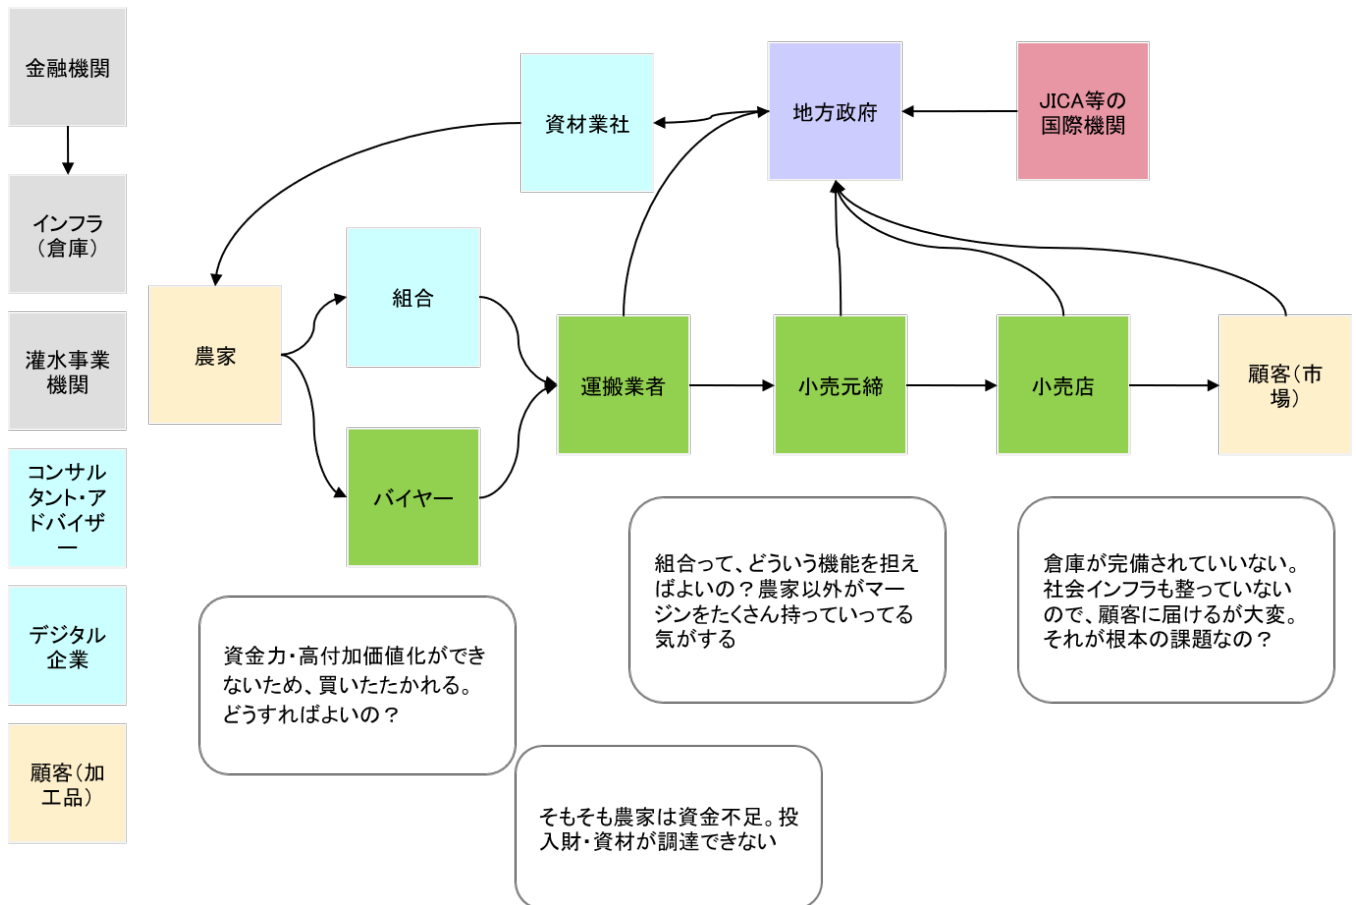 金融機関
インフラ
（倉庫）
灌水事業
機関
コンサル
タント・ア
ドバイザ
ー
デジタル
企業
顧客（加
工品）
資材業社
地方政府
JICA等の
国際機関
農家
組合
バイヤー
運搬業者
小売元締
小売店
顧客（市
場）
資金力・高付加価値化ができ
ないため、買いたたかれる。
どうすればよいの？
組合って、どういう機能を担え
ばよいの？農家以外がマー
ジンをたくさん持っていってる
気がする
倉庫が完備されていいない。
社会インフラも整っていない
ので、顧客に届けるが大変。
それが根本の課題なの？
そもそも農家は資金不足。投
入財・資材が調達できない